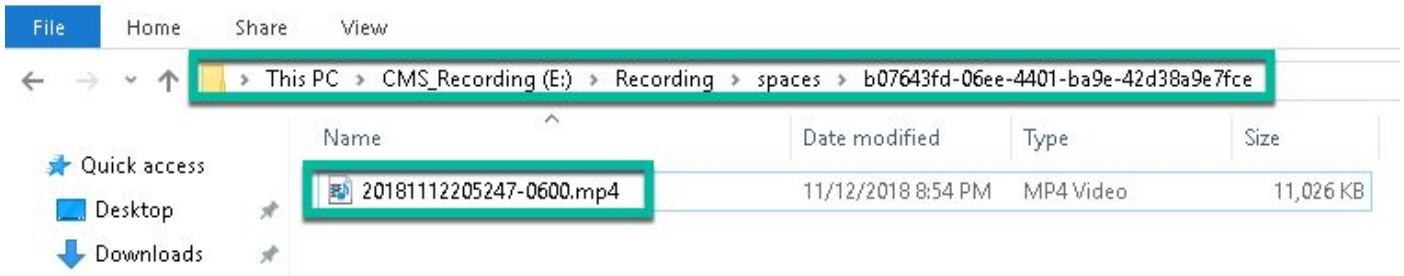 File Home Share View
This PC > CMS_Recording (E:) > Recording > spaces > b07643fd-06ee-4401-ba9e-42d38a9e7fce
Name Date modified Type Size
Quick access
20181112205247-0600.mp4 11/12/2018 8:54 PM MP4 Video 11,026 KB
Desktop
Downloads